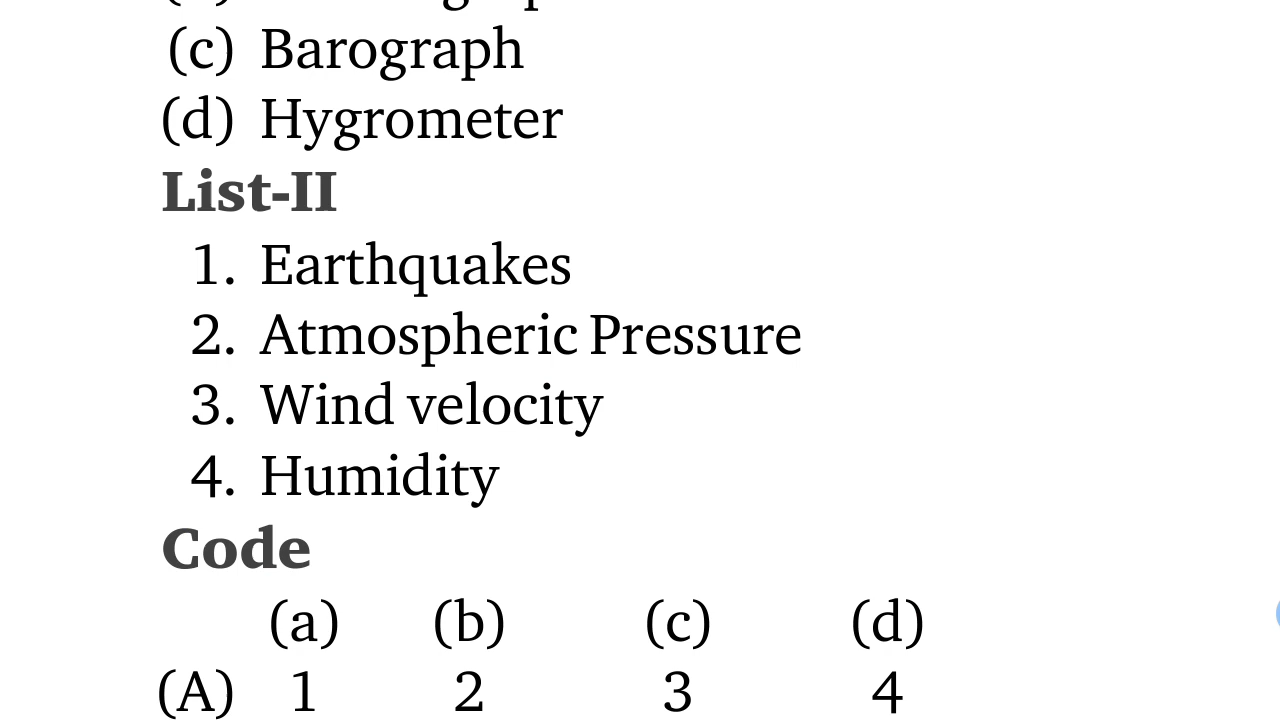 (c) Barograph
(d) Hygrometer
List-II
1. Earthquakes
2. Atmospheric Pressure
3. Wind velocity
4. Humidity
Code
(a) (b) (c) (d)
(A) 1 2 3 4